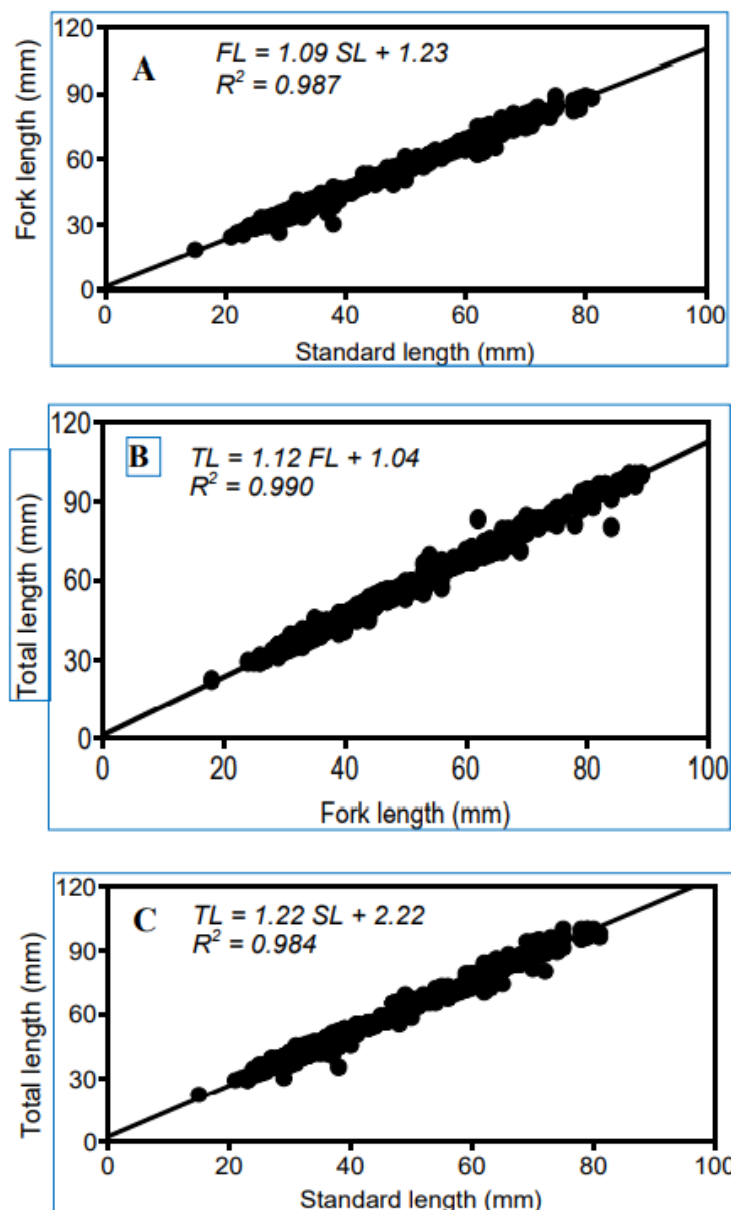 120
A
FL = 1.09 SL + 1.23
R² = 0.987
90
60
30
0
Fork length (mm)
0 20 40 60 80 100
Standard length (mm)
120
B
TL = 1.12 FL + 1.04
R² = 0.990
90
60
30
0
Total length (mm)
0 20 40 60 80 100
Fork length (mm)
120
C
TL = 1.22 SL + 2.22
R² = 0.984
90
60
30
0
Total length (mm)
0 20 40 60 80 100
Standard length (mm)